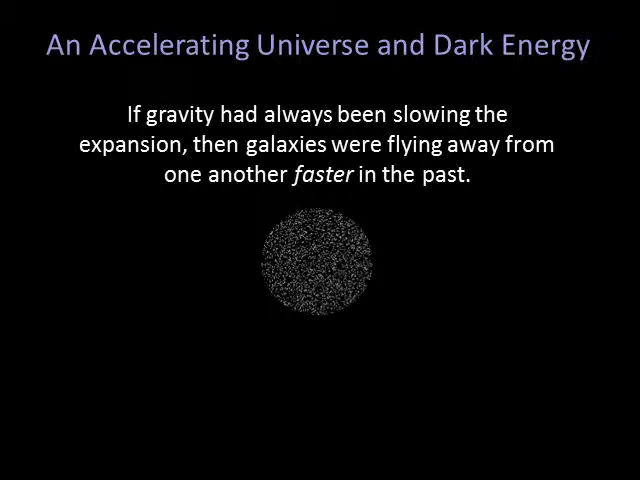 An Accelerating Universe and Dark Energy
If gravity had always been slowing the
expansion, then galaxies were flying away from
one another faster in the past.